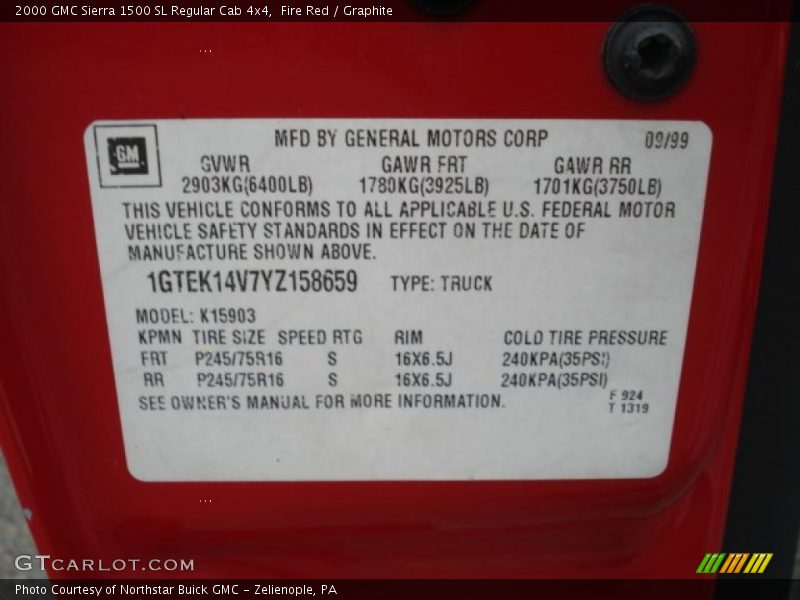 2000 GMC Sierra 1500 SL Regular Cab 4x4,  Fire Red / Graphite
GM
MFD BY GENERAL MOTORS CORP 09/99
GVWR GAWR FRT GAWR RR
2903KG(6400LB) 1780KG(3925LB) 1701KG(3750LB)
THIS VEHICLE CONFORMS TO ALL APPLICABLE U.S. FEDERAL MOTOR
VEHICLE SAFETY STANDARDS IN EFFECT ON THE DATE OF
MANUFACTURE SHOWN ABOVE.
1GTEK14V7YZ158659 TYPE: TRUCK
MODEL: K15903
KPMN TIRE SIZE SPEED RTG RIM COLD TIRE PRESSURE
FRT P245/75R16 S 16X6.5J 240KPA(35PSI)
RR P245/75R16 S 16X6.5J 240KPA(35PSI)
SEE OWNER'S MANUAL FOR MORE INFORMATION.
F 924
T 1319
GTCARLOT.COM
Photo Courtesy of Northstar Buick GMC - Zelienople, PA